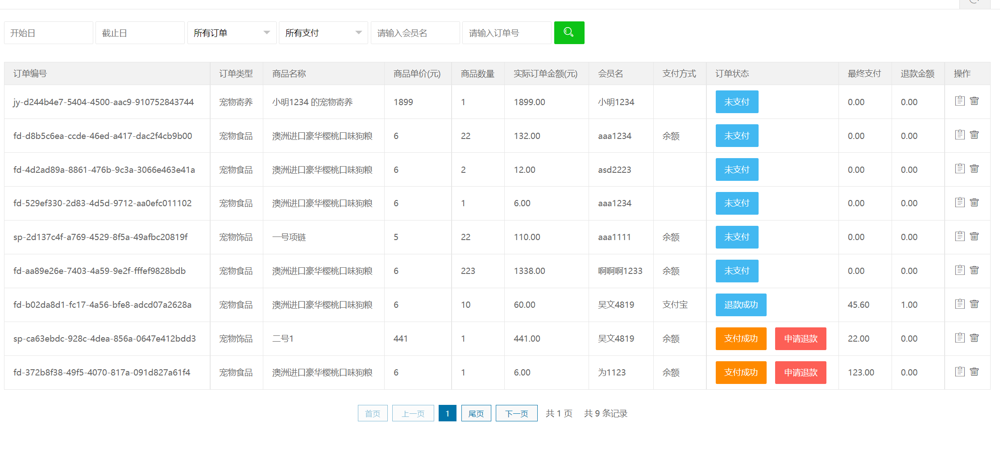 开始日 截止日 所有订单 所有支付 请输入会员名 请输入订单号
订单编号 订单类型 商品名称 商品单价(元) 商品数量 实际订单金额(元) 会员名 支付方式 订单状态 最终支付 退款金额 操作
jy-d244b4e7-5404-4500-aac9-910752843744 宠物寄养 小明1234 的宠物寄养 1899 1 1899.00 小明1234 未支付 0.00 0.00
fd-d8b5c6ea-ccde-46ed-a417-dac2f4cb9b00 宠物食品 澳洲进口豪华樱桃口味狗粮 6 22 132.00 aaa1234 余额 未支付 0.00 0.00
fd-4d2ad89a-8861-476b-9c3a-3066e463e41a 宠物食品 澳洲进口豪华樱桃口味狗粮 6 2 12.00 asd2223 未支付 0.00 0.00
fd-529ef330-2d83-4d5d-9712-aa0efc011102 宠物食品 澳洲进口豪华樱桃口味狗粮 6 1 6.00 aaa1234 未支付 0.00 0.00
sp-2d137c4f-a769-4529-8f5a-49afbc20819f 宠物饰品 一号项链 5 22 110.00 aaa1111 余额 未支付 0.00 0.00
fd-aa89e26e-7403-4a59-9e2f-fffef9828bdb 宠物食品 澳洲进口豪华樱桃口味狗粮 6 223 1338.00 啊啊啊1233 余额 未支付 0.00 0.00
fd-b02da8d1-fc17-4a56-bfe8-adcd07a2628a 宠物食品 澳洲进口豪华樱桃口味狗粮 6 10 60.00 吴文4819 支付宝 退款成功 45.60 1.00
sp-ca63ebdc-928c-4dea-856a-0647e412bdd3 宠物饰品 二号1 441 1 441.00 吴文4819 余额 支付成功 申请退款 22.00 0.00
fd-372b8f38-49f5-4070-817a-091d827a61f4 宠物食品 澳洲进口豪华樱桃口味狗粮 6 1 6.00 为1123 余额 支付成功 申请退款 123.00 0.00
首页 上一页 1 尾页 下一页 共 1 页 共 9 条记录